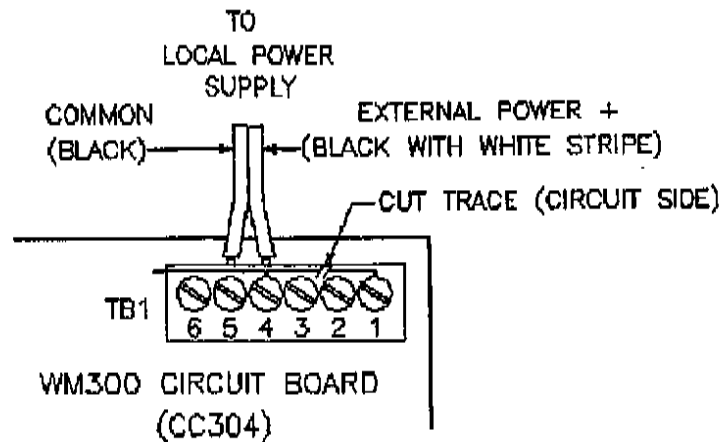 TO
LOCAL POWER
SUPPLY
COMMON
(BLACK)
EXTERNAL POWER +
(BLACK WITH WHITE STRIPE)
CUT TRACE (CIRCUIT SIDE)
TB1
6 5 4 3 2 1
WM300 CIRCUIT BOARD
(CC304)